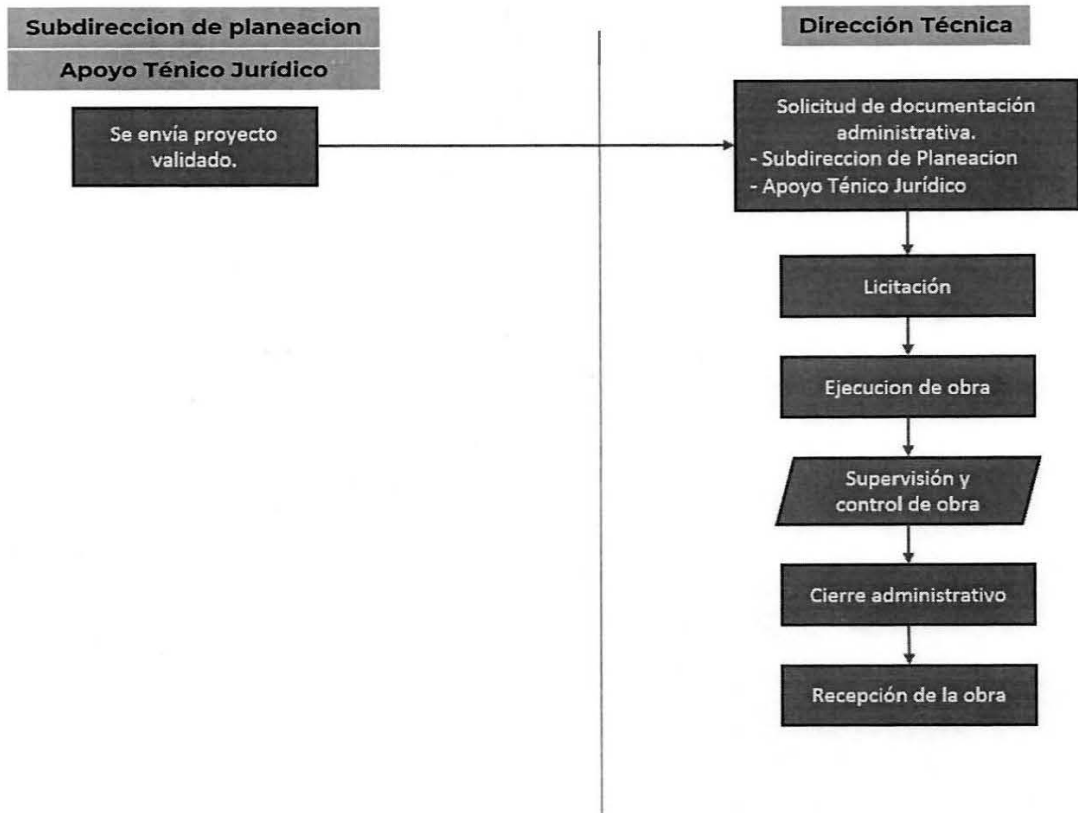 Subdireccion de planeacion
Apoyo Ténico Jurídico
Se envía proyecto
validado.
Dirección Técnica
Solicitud de documentación
administrativa.
- Subdireccion de Planeacion
- Apoyo Ténico Jurídico
Licitación
Ejecucion de obra
Supervisión y
control de obra
Cierre administrativo
Recepción de la obra